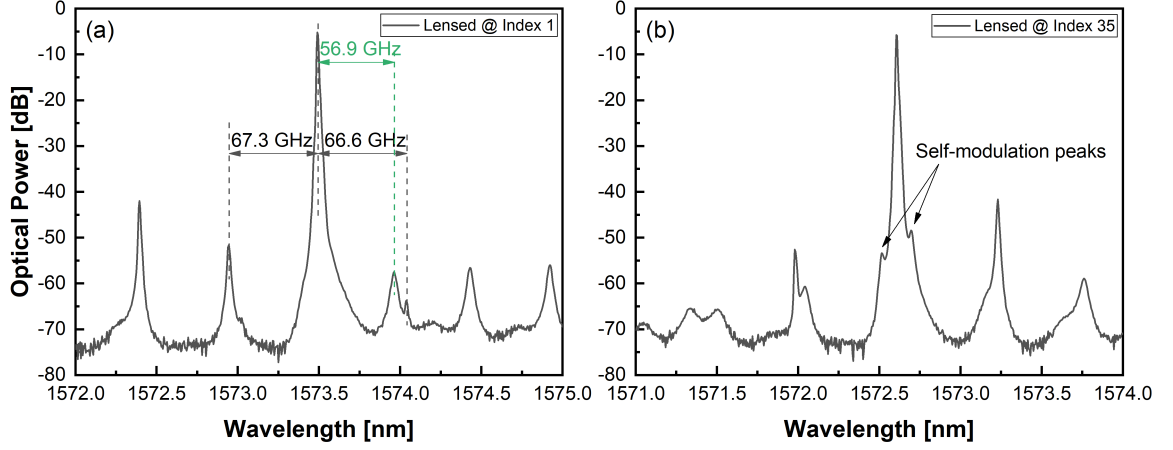 (a)
Lensed @ Index 1
56.9 GHz
67.3 GHz
66.6 GHz
Optical Power [dB]
0
-10
-20
-30
-40
-50
-60
-70
-80
1572.0
1572.5
1573.0
1573.5
1574.0
1574.5
1575.0
Wavelength [nm]
(b)
Lensed @ Index 35
Self-modulation peaks
0
-10
-20
-30
-40
-50
-60
-70
-80
1571.0
1571.5
1572.0
1572.5
1573.0
1573.5
1574.0
Wavelength [nm]